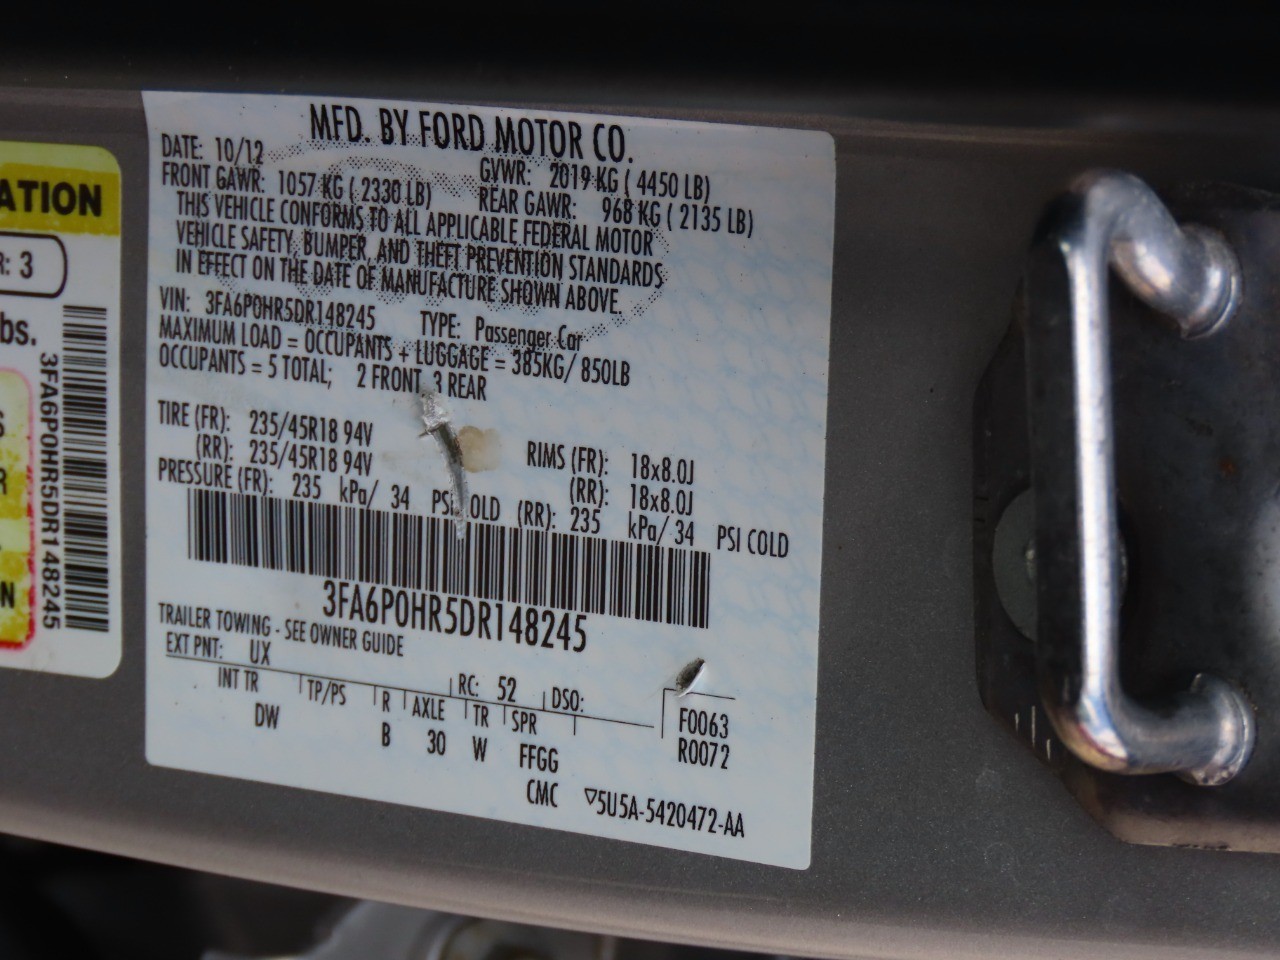 ATION
R: 3
bs.
3FA6P0HR5DR148245
S
R
N
MFD. BY FORD MOTOR CO.
DATE: 10/12 GVWR: 2019 KG ( 4450 LB)
FRONT GAWR: 1057 KG ( 2330 LB) REAR GAWR: 968 KG ( 2135 LB)
THIS VEHICLE CONFORMS TO ALL APPLICABLE FEDERAL MOTOR
VEHICLE SAFETY, BUMPER, AND THEFT PREVENTION STANDARDS
IN EFFECT ON THE DATE OF MANUFACTURE SHOWN ABOVE.
VIN: 3FA6P0HR5DR148245 TYPE: Passenger Car
MAXIMUM LOAD = OCCUPANTS + LUGGAGE = 385KG/ 850LB
OCCUPANTS = 5 TOTAL; 2 FRONT, 3 REAR
TIRE (FR): 235/45R18 94V RIMS (FR): 18x8.0J
(RR): 235/45R18 94V (RR): 18x8.0J
PRESSURE (FR): 235 kPa/ 34 PSI COLD (RR): 235 kPa/ 34 PSI COLD
3FA6P0HR5DR148245
TRAILER TOWING - SEE OWNER GUIDE
EXT PNT: UX RC: 52 DSO:
INT TR TP/PS R AXLE TR SPR F0063
DW B 30 W FFGG R0072
CMC ▽5U5A-5420472-AA